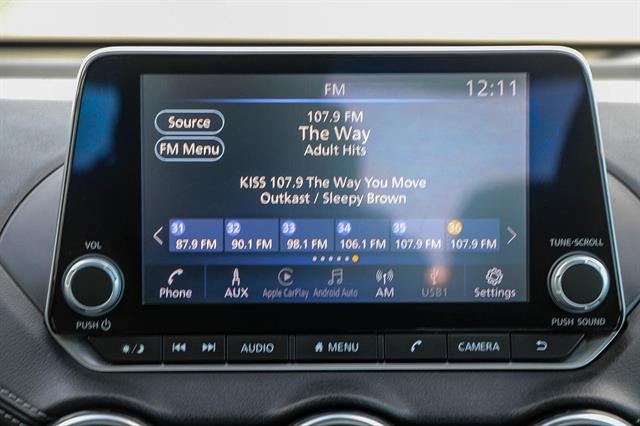 FM
12:11
Source
FM Menu
107.9 FM
The Way
Adult Hits
KISS 107.9 The Way You Move
Outkast / Sleepy Brown
31 32 33 34 35 36
87.9 FM 90.1 FM 98.1 FM 106.1 FM 107.9 FM 107.9 FM
Phone AUX Apple CarPlay Android Auto AM USB1 Settings
VOL
PUSH
TUNE·SCROLL
PUSH SOUND
AUDIO MENU CAMERA